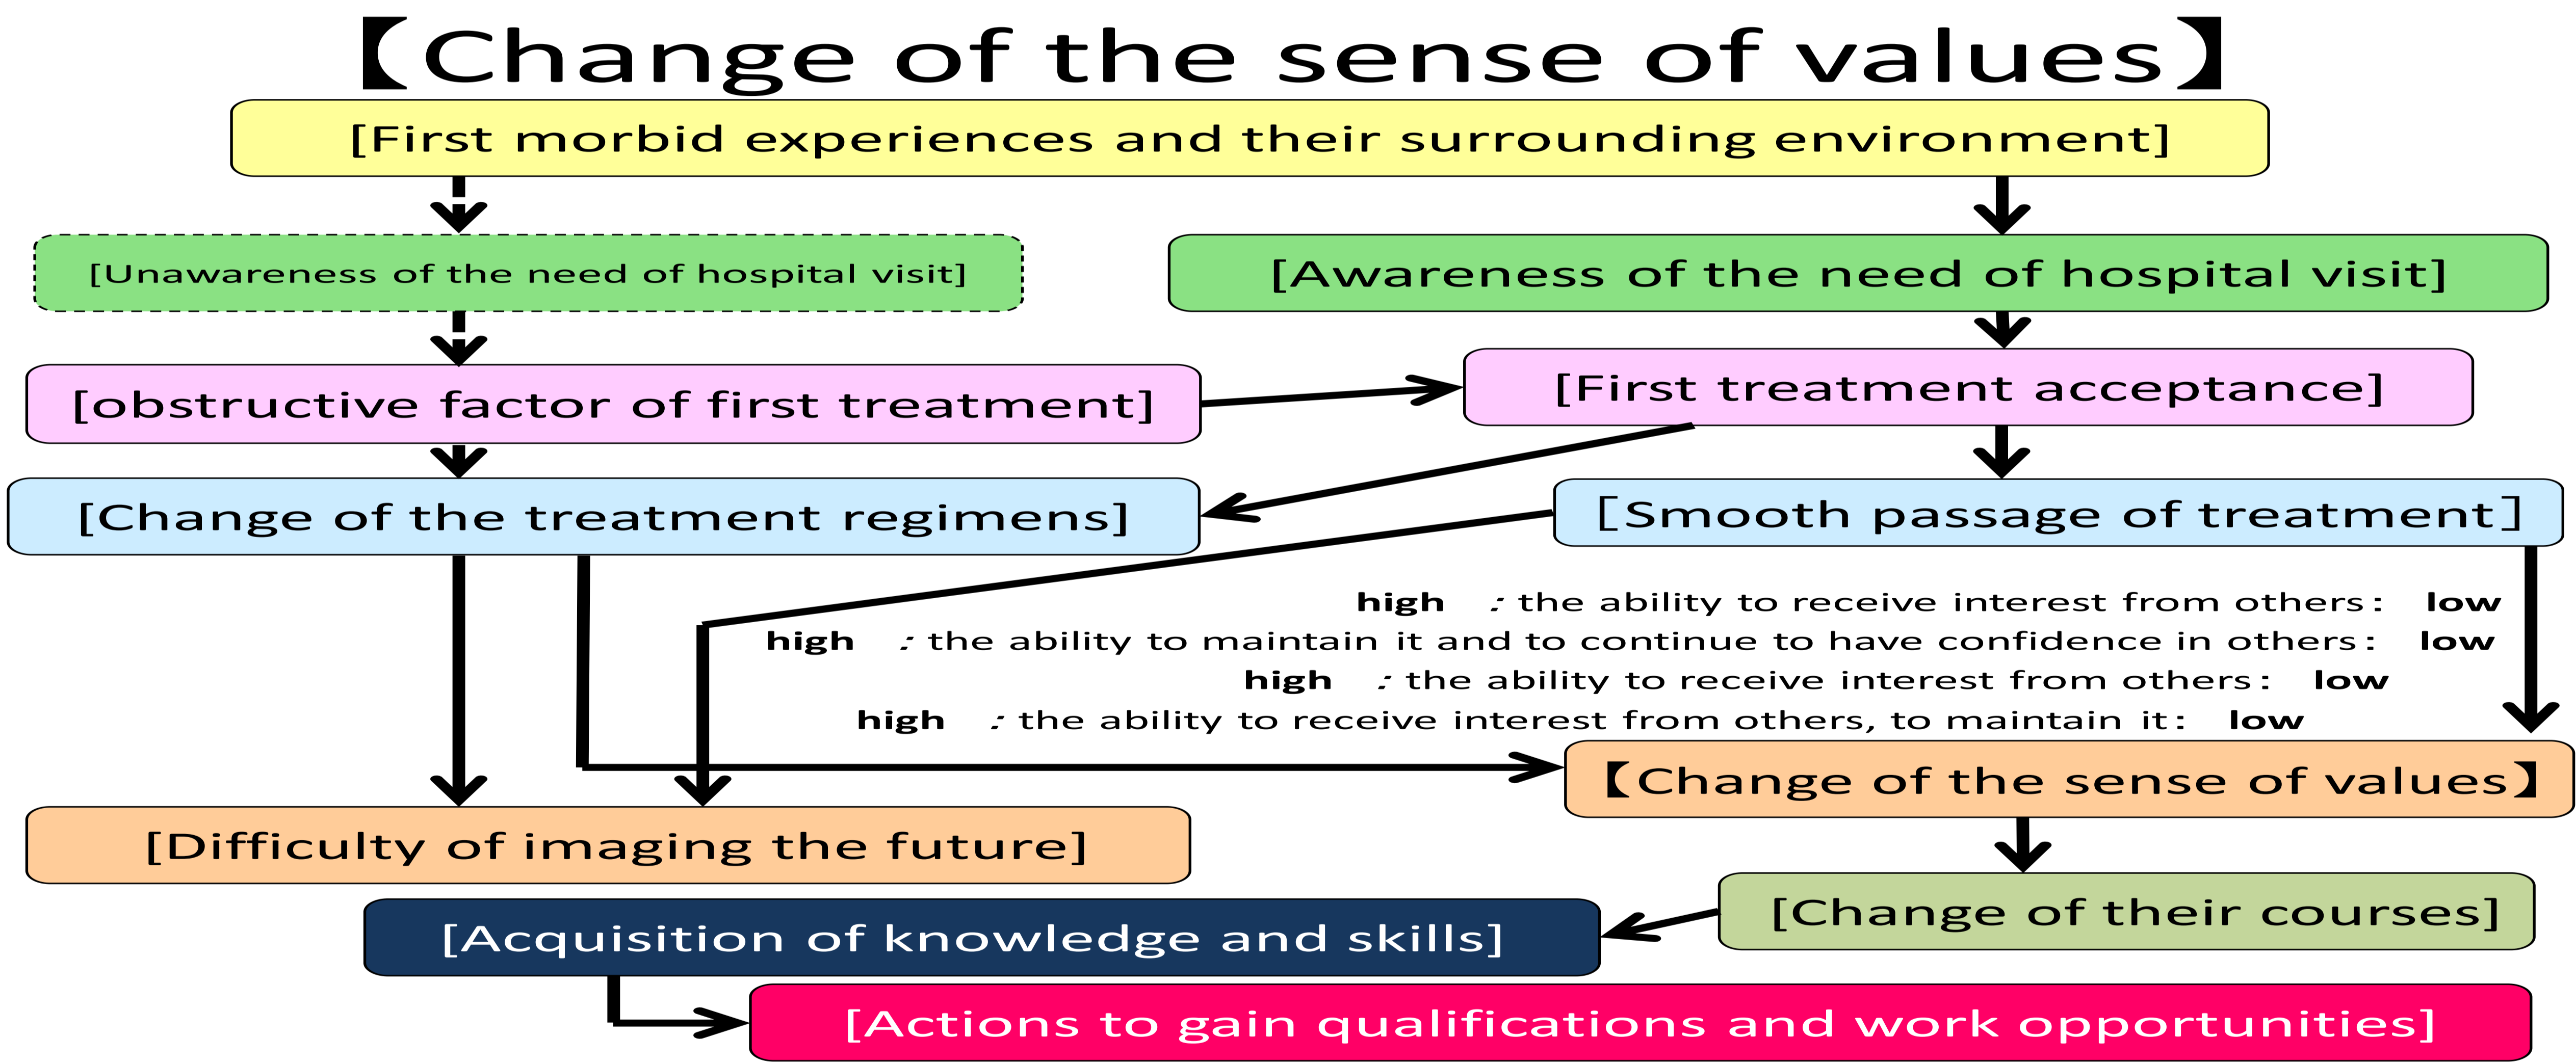 【Change of the sense of values】
[First morbid experiences and their surrounding environment]
[Unawareness of the need of hospital visit]
[Awareness of the need of hospital visit]
[obstructive factor of first treatment]
[First treatment acceptance]
[Change of the treatment regimens]
[Smooth passage of treatment]
high : the ability to receive interest from others: low
high : the ability to maintain it and to continue to have confidence in others: low
high : the ability to receive interest from others: low
high : the ability to receive interest from others, to maintain it: low
【Change of the sense of values】
[Difficulty of imaging the future]
[Change of their courses]
[Acquisition of knowledge and skills]
[Actions to gain qualifications and work opportunities]